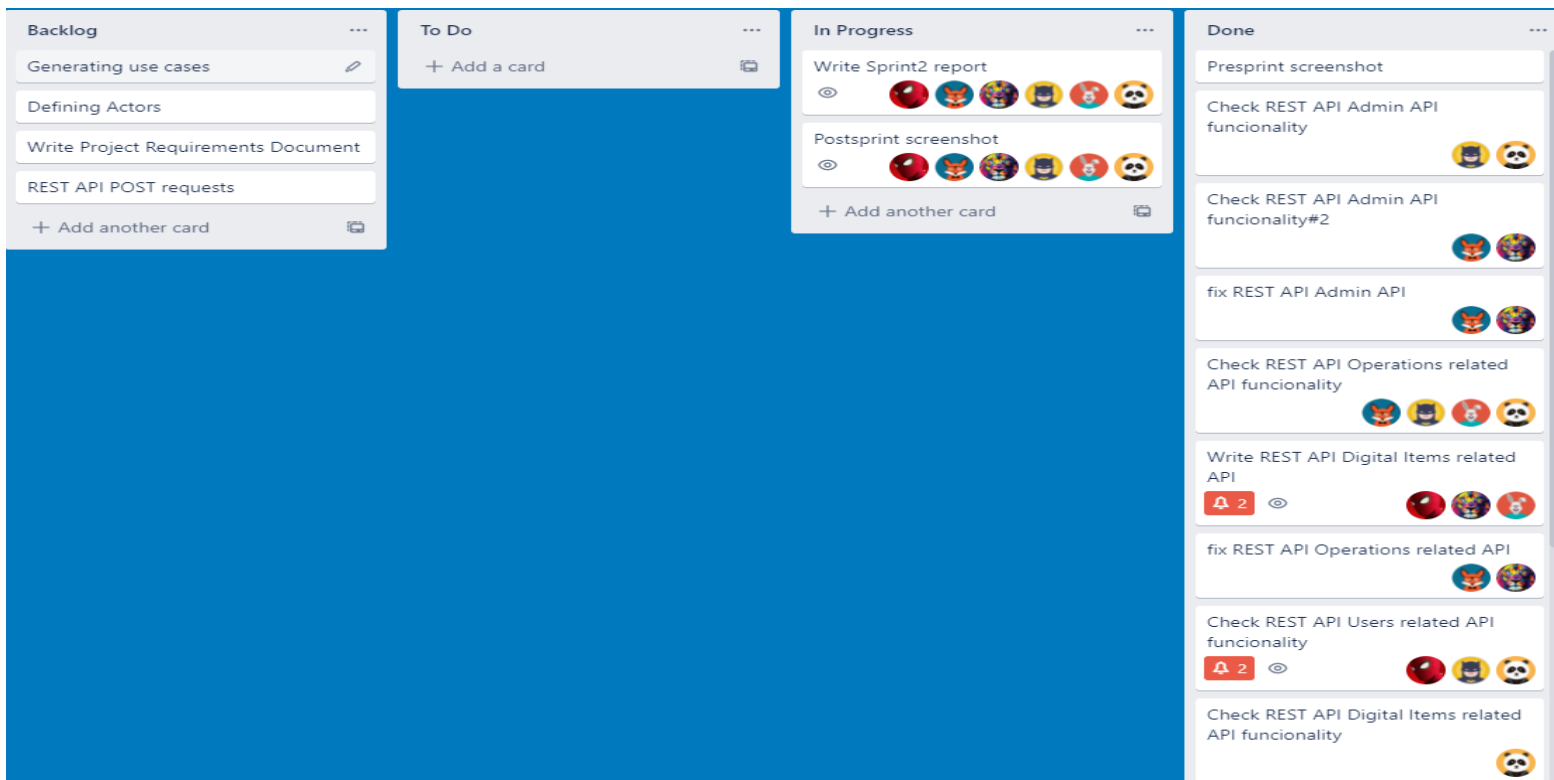 Backlog
Generating use cases
Defining Actors
Write Project Requirements Document
REST API POST requests
+ Add another card
To Do
+ Add a card
In Progress
Write Sprint2 report
Postsprint screenshot
+ Add another card
Done
Presprint screenshot
Check REST API Admin API
funcionality
Check REST API Admin API
funcionality#2
fix REST API Admin API
Check REST API Operations related
API funcionality
Write REST API Digital Items related
API
2
fix REST API Operations related API
Check REST API Users related API
funcionality
2
Check REST API Digital Items related
API funcionality